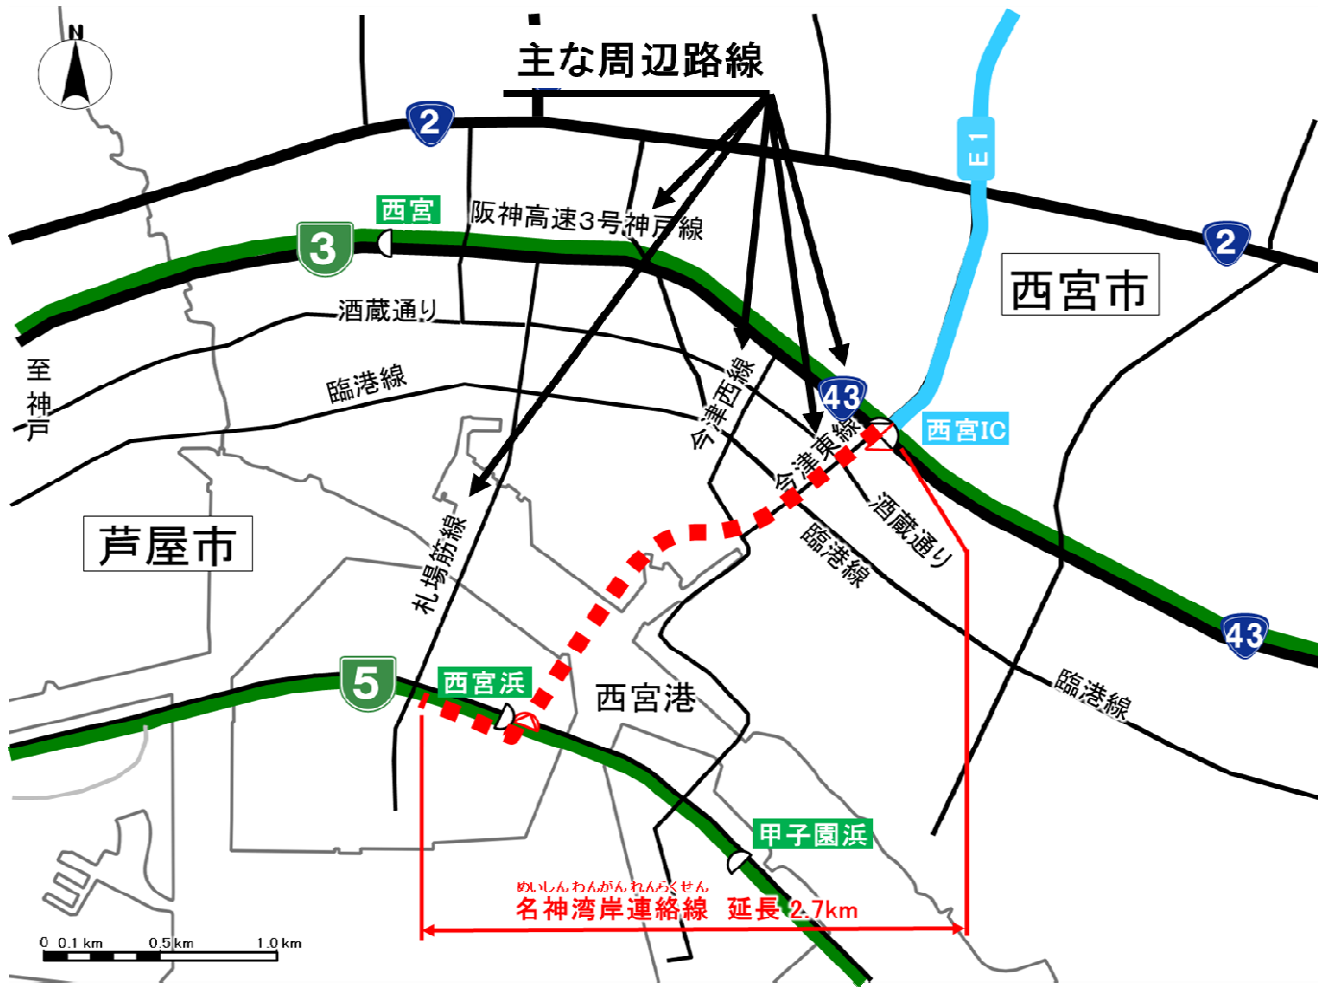 N
主な周辺路線
2
E1
西宮
阪神高速3号神戸線
3
2
西宮市
酒蔵通り
至神戸
臨港線
今津西線
43
西宮IC
今津東線
酒蔵通り
芦屋市
臨港線
札場筋線
43
5
西宮浜
西宮港
臨港線
甲子園浜
めいしんわんがんれんらくせん
名神湾岸連絡線 延長 2.7km
0 0.1 km 0.5 km 1.0 km